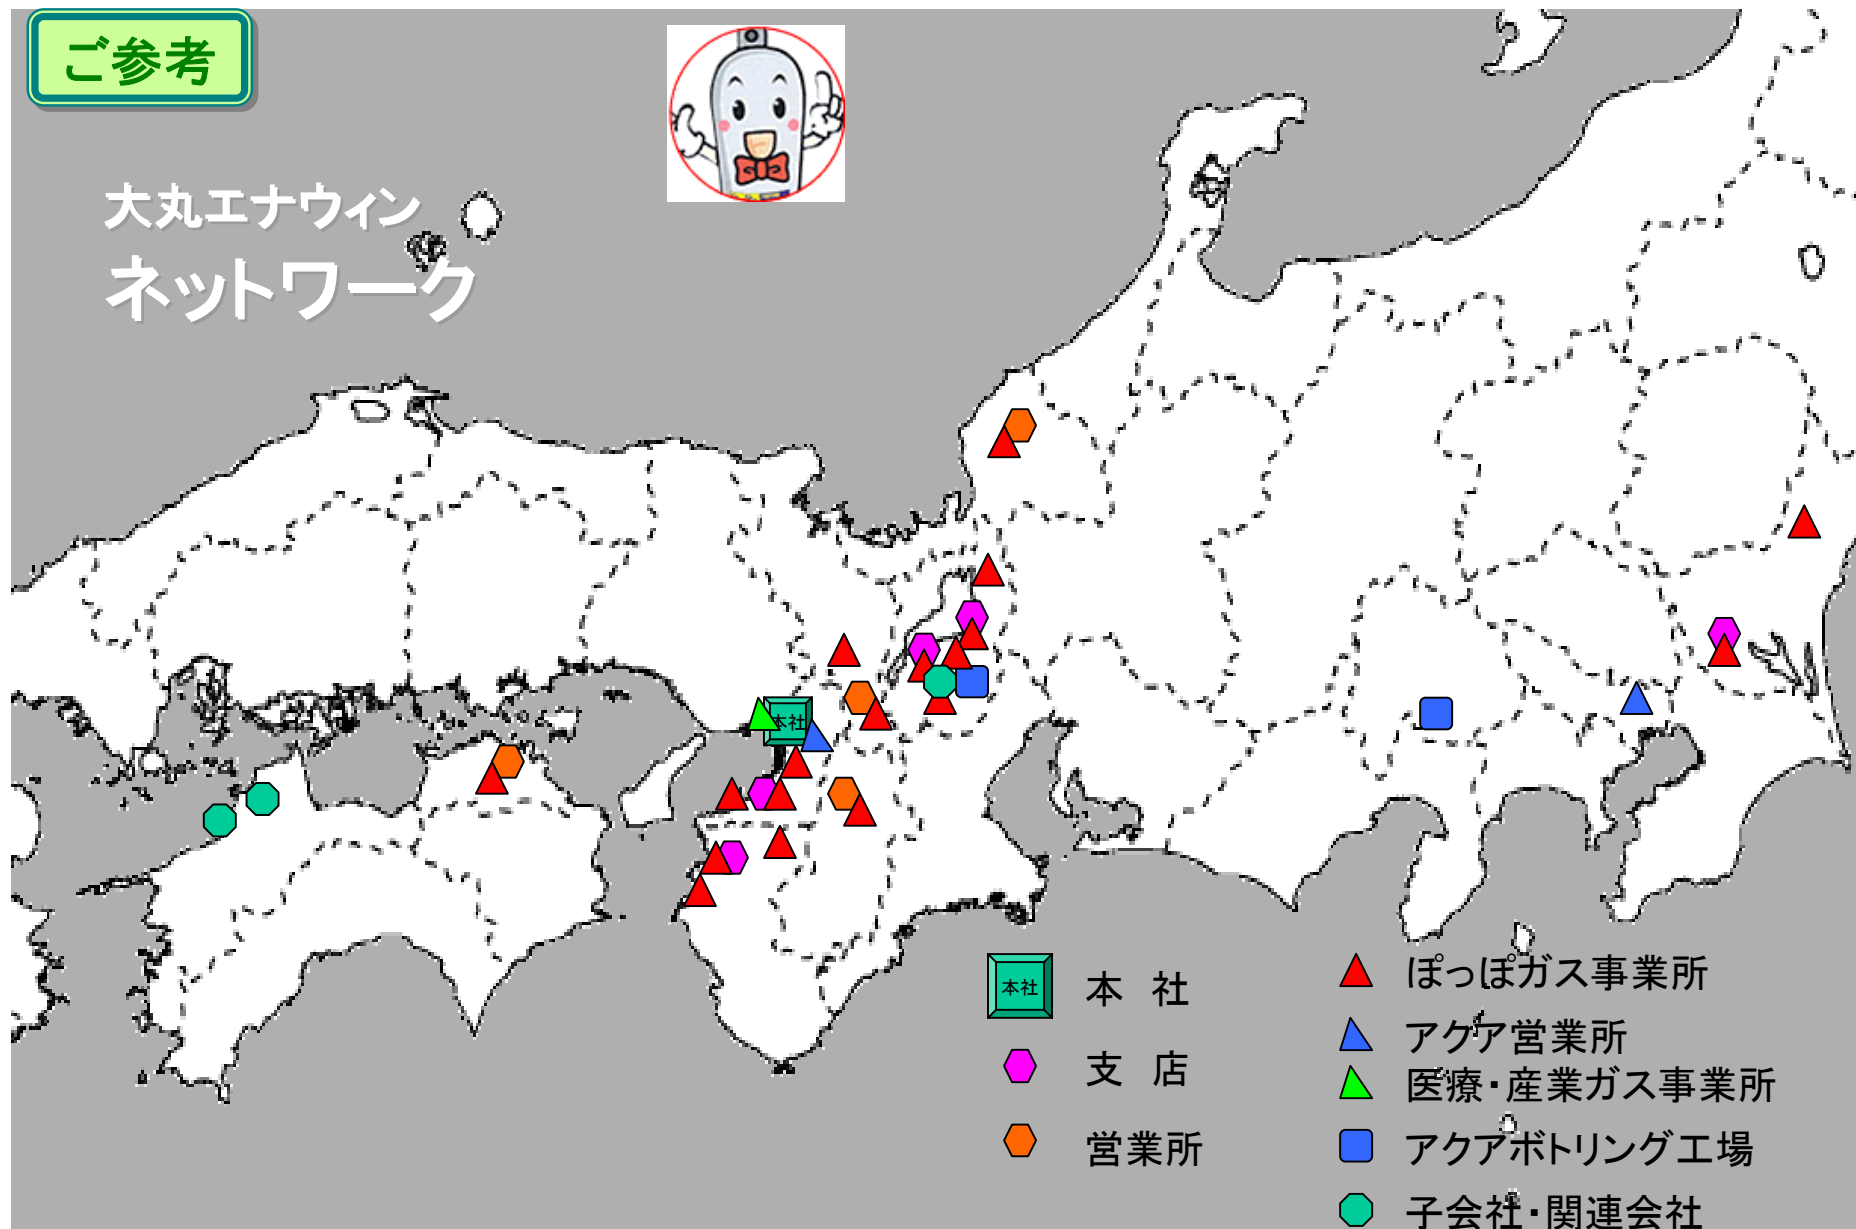 ご参考
大丸エナウィン
ネットワーク
本社
本社
本 社
支 店
営業所
ぽっぽガス事業所
アクア営業所
医療・産業ガス事業所
アクアボトリング工場
子会社・関連会社